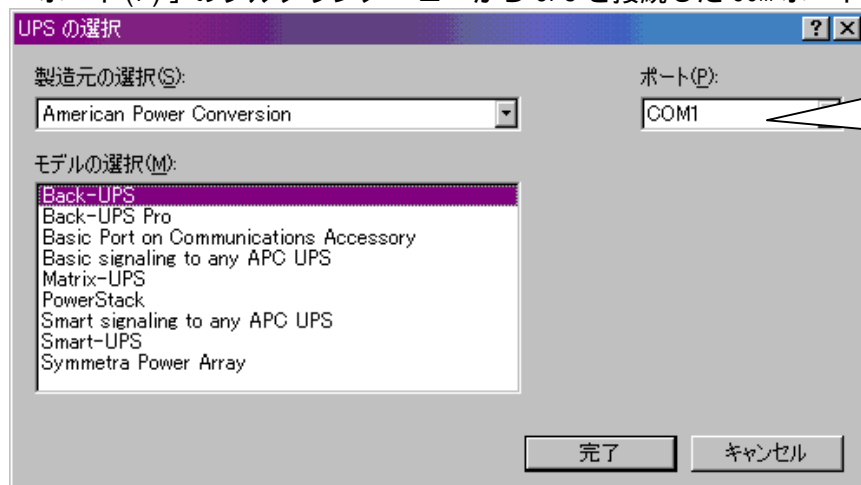 UPS の選択
製造元の選択(S):
ポート(P):
American Power Conversion
COM1
モデルの選択(M):
Back-UPS
Back-UPS Pro
Basic Port on Communications Accessory
Basic signaling to any APC UPS
Matrix-UPS
PowerStack
Smart signaling to any APC UPS
Smart-UPS
Symmetra Power Array
完了
キャンセル